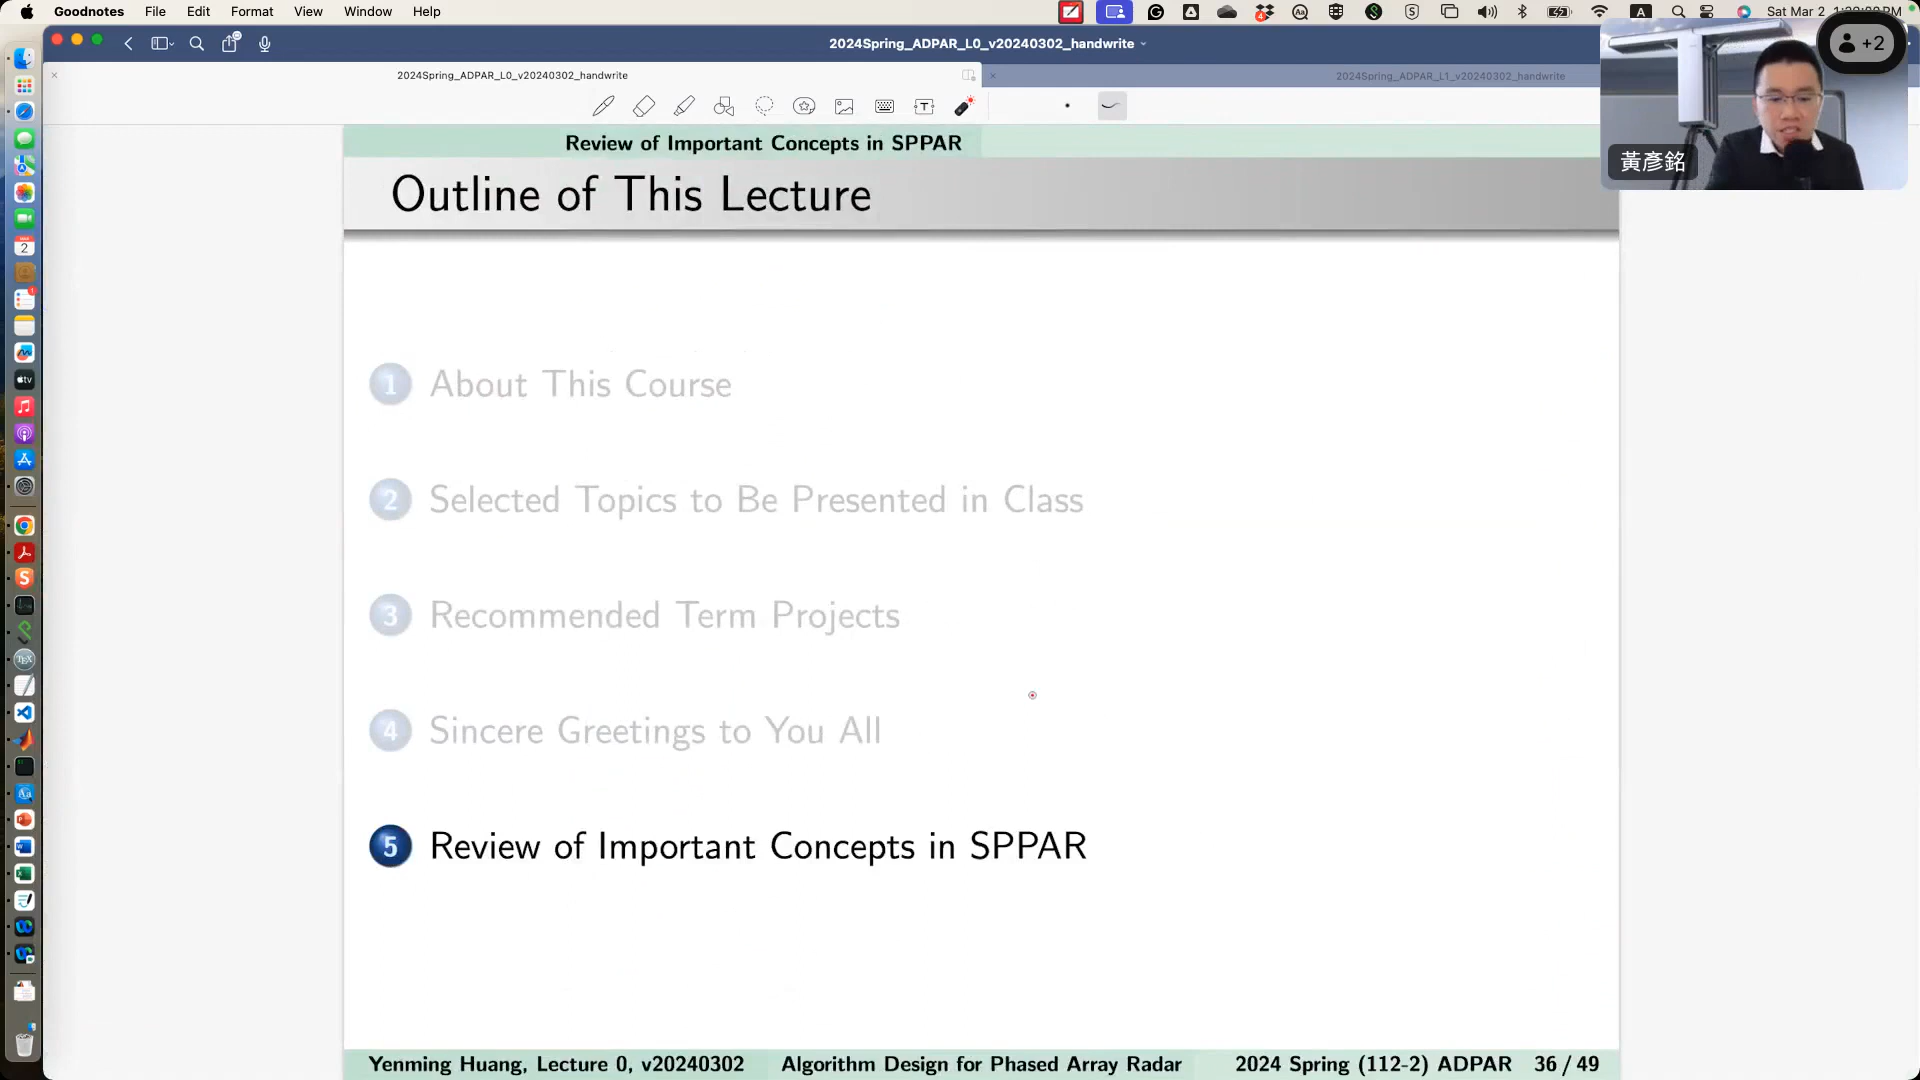 Goodnotes File Edit Format View Window Help
Sat Mar 2
+2
2024Spring_ADPAR_L0_v20240302_handwrite
2024Spring_ADPAR_L0_v20240302_handwrite
2024Spring_ADPAR_L1_v20240302_handwrite
黃彥銘
Review of Important Concepts in SPPAR
Outline of This Lecture
1 About This Course
2 Selected Topics to Be Presented in Class
3 Recommended Term Projects
4 Sincere Greetings to You All
5 Review of Important Concepts in SPPAR
Yenming Huang, Lecture 0, v20240302 Algorithm Design for Phased Array Radar 2024 Spring (112-2) ADPAR 36 / 49